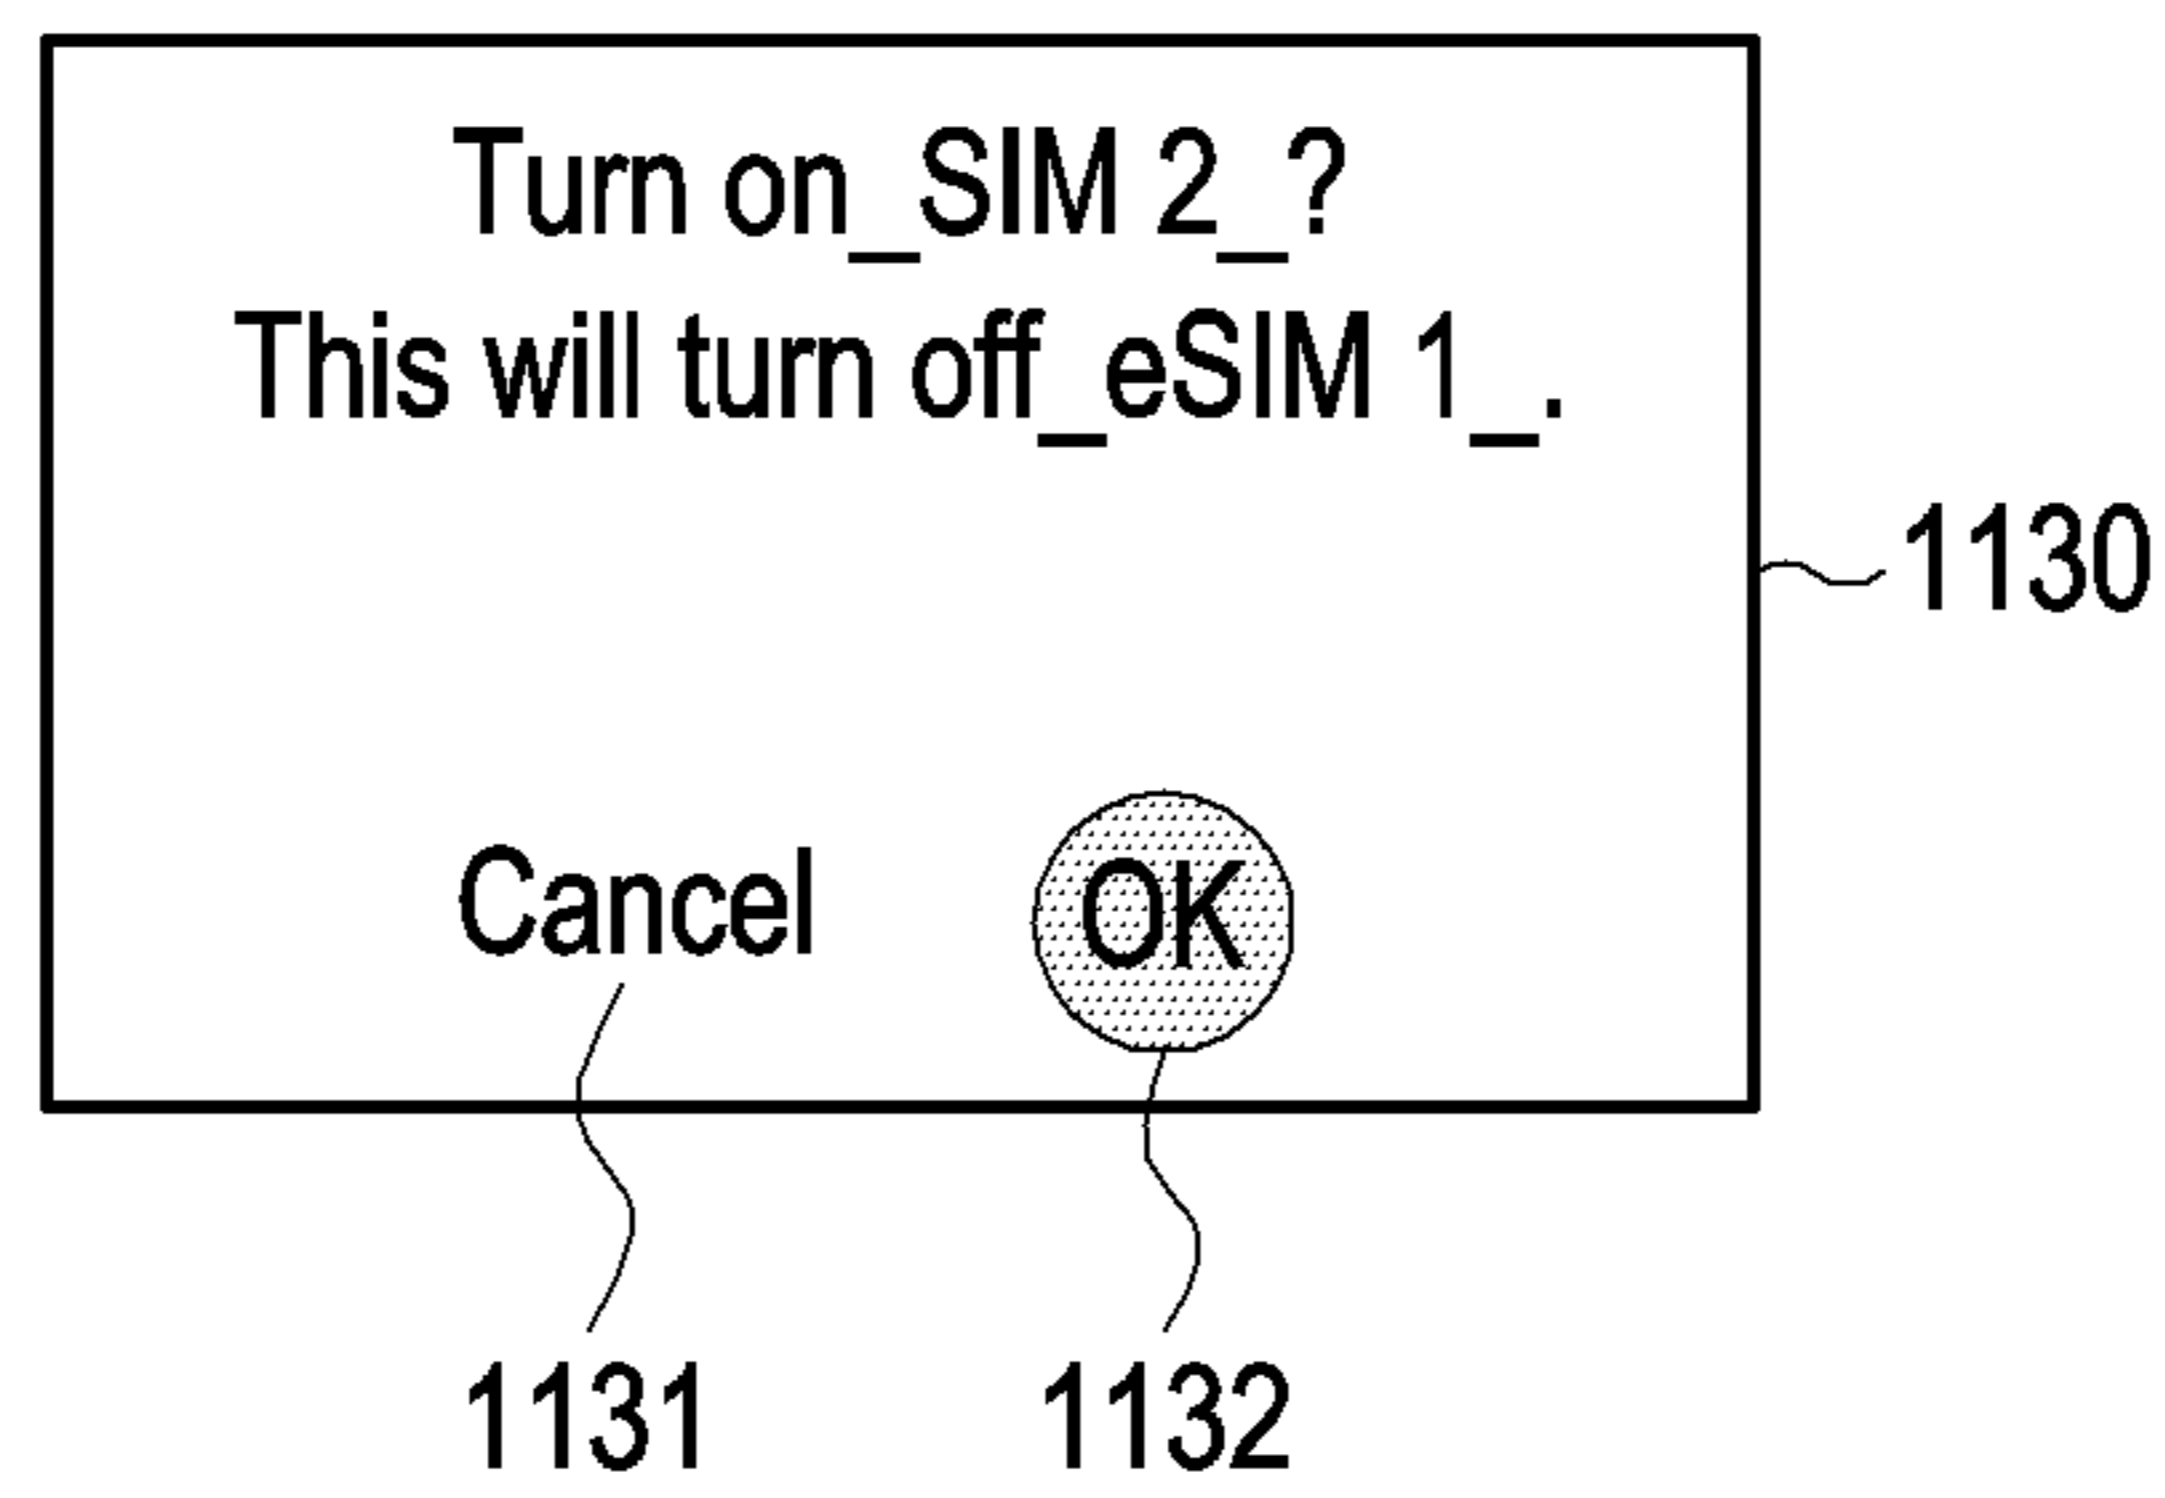 Turn on_SIM 2_?
This will turn off_eSIM 1_.
1130
Cancel OK
1131 1132